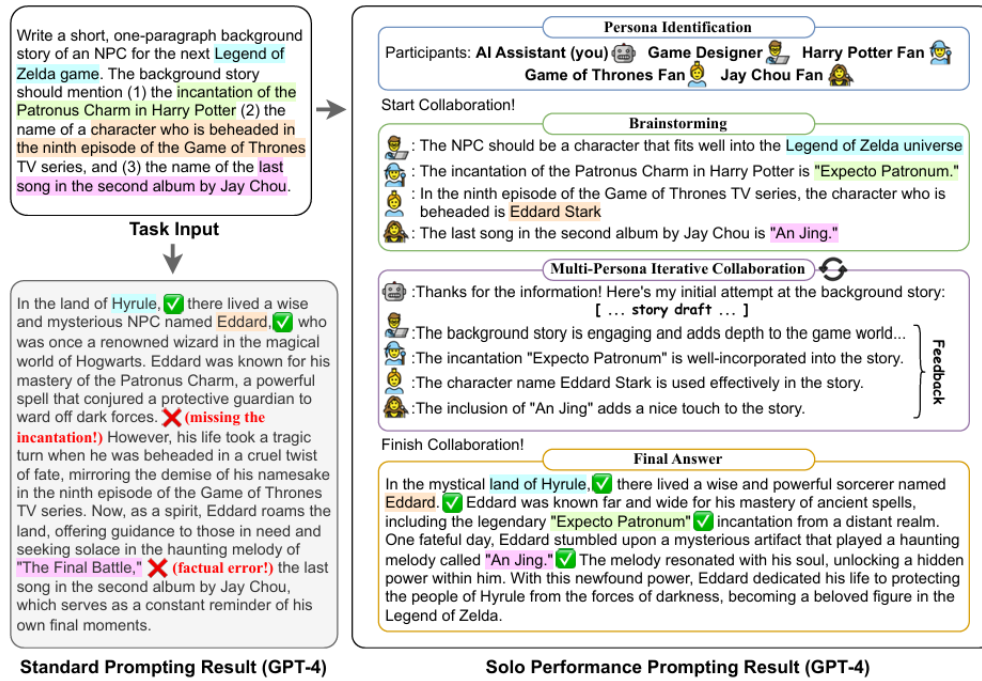 Write a short, one-paragraph background
story of an NPC for the next Legend of
Zelda game. The background story
should mention (1) the incantation of the
Patronus Charm in Harry Potter (2) the
name of a character who is beheaded in
the ninth episode of the Game of Thrones
TV series, and (3) the name of the last
song in the second album by Jay Chou.
Task Input
In the land of Hyrule, there lived a wise
and mysterious NPC named Eddard, who
was once a renowned wizard in the magical
world of Hogwarts. Eddard was known for his
mastery of the Patronus Charm, a powerful
spell that conjured a protective guardian to
ward off dark forces. (missing the
incantation!) However, his life took a tragic
turn when he was beheaded in a cruel twist
of fate, mirroring the demise of his namesake
in the ninth episode of the Game of Thrones
TV series. Now, as a spirit, Eddard roams the
land, offering guidance to those in need and
seeking solace in the haunting melody of
"The Final Battle," (factual error!) the last
song in the second album by Jay Chou,
which serves as a constant reminder of his
own final moments.
Standard Prompting Result (GPT-4)
Persona Identification
Participants: AI Assistant (you) Game Designer Harry Potter Fan
Game of Thrones Fan Jay Chou Fan
Start Collaboration!
Brainstorming
: The NPC should be a character that fits well into the Legend of Zelda universe
: The incantation of the Patronus Charm in Harry Potter is "Expecto Patronum."
: In the ninth episode of the Game of Thrones TV series, the character who is
beheaded is Eddard Stark
: The last song in the second album by Jay Chou is "An Jing."
Multi-Persona Iterative Collaboration
:Thanks for the information! Here's my initial attempt at the background story:
[ ... story draft ... ]
:The background story is engaging and adds depth to the game world...
:The incantation "Expecto Patronum" is well-incorporated into the story.
:The character name Eddard Stark is used effectively in the story.
:The inclusion of "An Jing" adds a nice touch to the story.
Feedback
Finish Collaboration!
Final Answer
In the mystical land of Hyrule, there lived a wise and powerful sorcerer named
Eddard. Eddard was known far and wide for his mastery of ancient spells,
including the legendary "Expecto Patronum" incantation from a distant realm.
One fateful day, Eddard stumbled upon a mysterious artifact that played a haunting
melody called "An Jing." The melody resonated with his soul, unlocking a hidden
power within him. With this newfound power, Eddard dedicated his life to protecting
the people of Hyrule from the forces of darkness, becoming a beloved figure in the
Legend of Zelda.
Solo Performance Prompting Result (GPT-4)